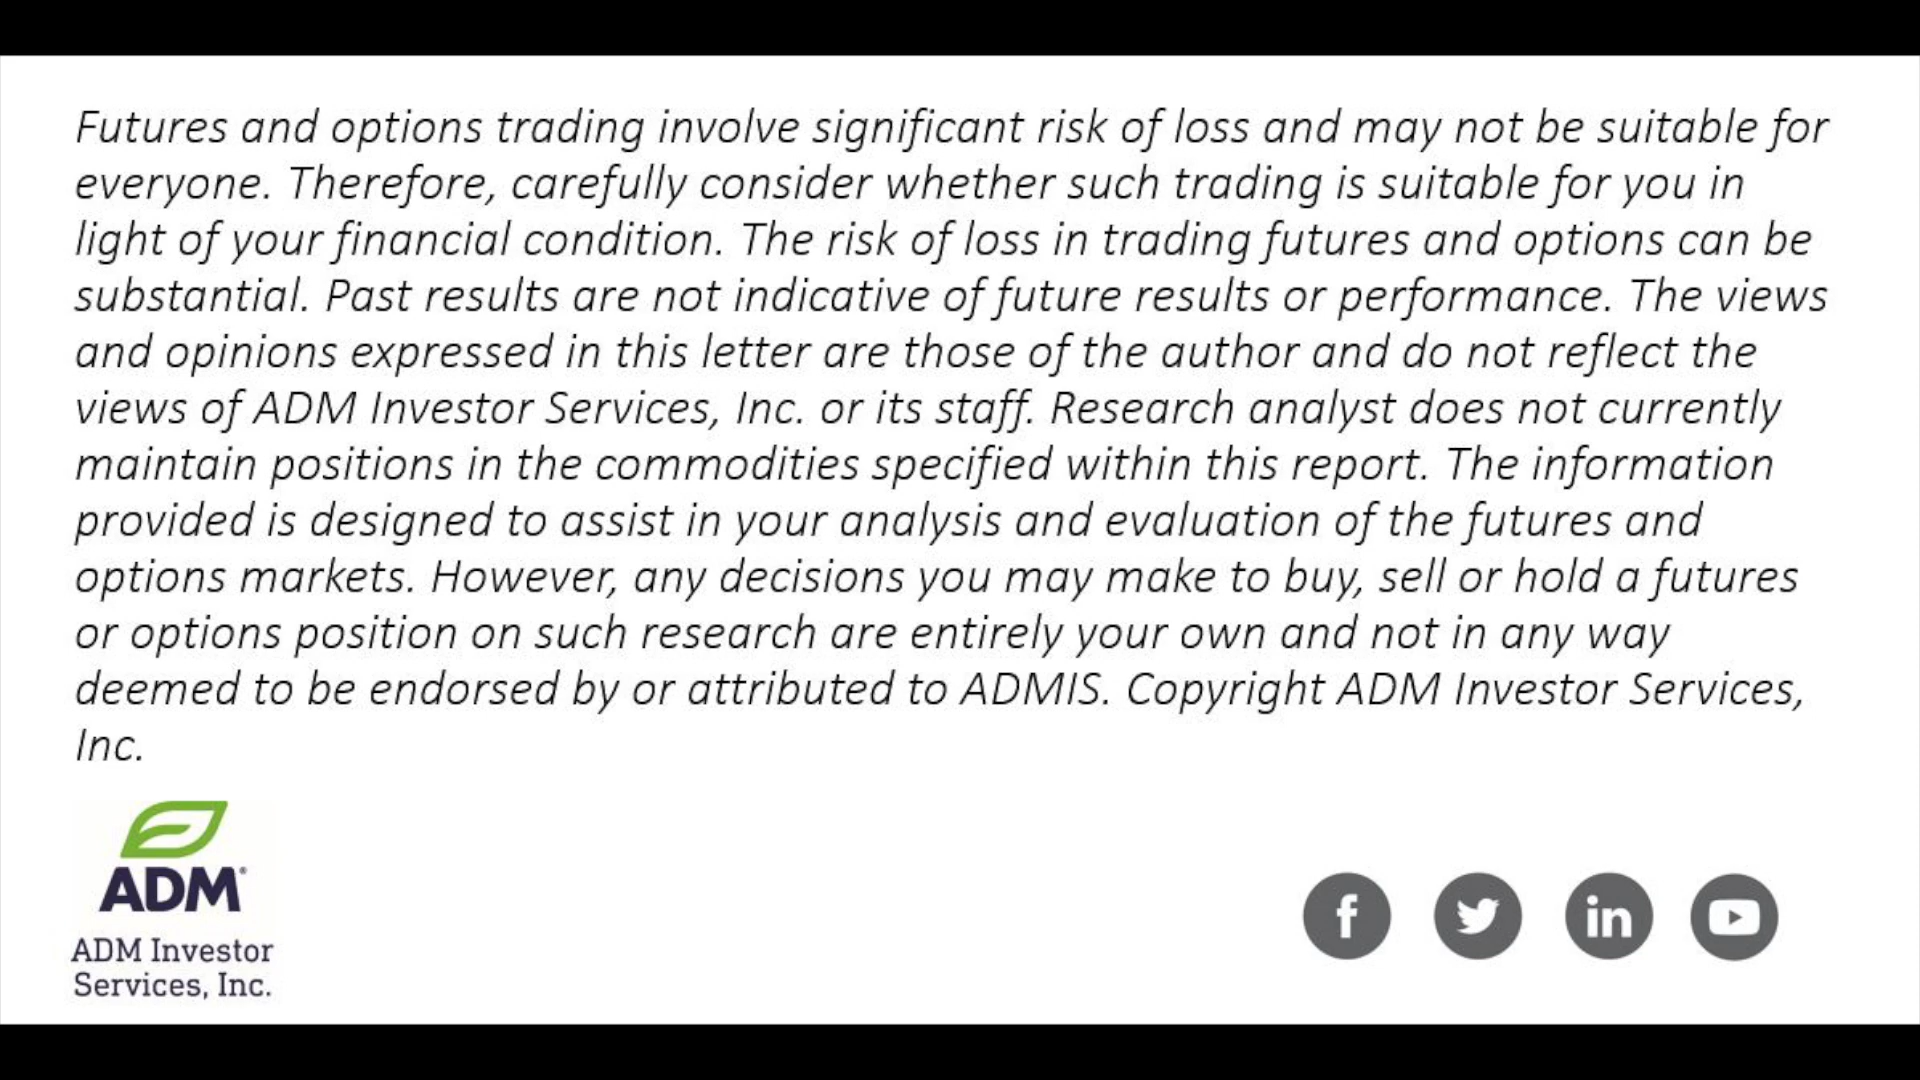 Futures and options trading involve significant risk of loss and may not be suitable for
everyone. Therefore, carefully consider whether such trading is suitable for you in
light of your financial condition. The risk of loss in trading futures and options can be
substantial. Past results are not indicative of future results or performance. The views
and opinions expressed in this letter are those of the author and do not reflect the
views of ADM Investor Services, Inc. or its staff. Research analyst does not currently
maintain positions in the commodities specified within this report. The information
provided is designed to assist in your analysis and evaluation of the futures and
options markets. However, any decisions you may make to buy, sell or hold a futures
or options position on such research are entirely your own and not in any way
deemed to be endorsed by or attributed to ADMIS. Copyright ADM Investor Services,
Inc.
ADM®
ADM Investor
Services, Inc.
f
in